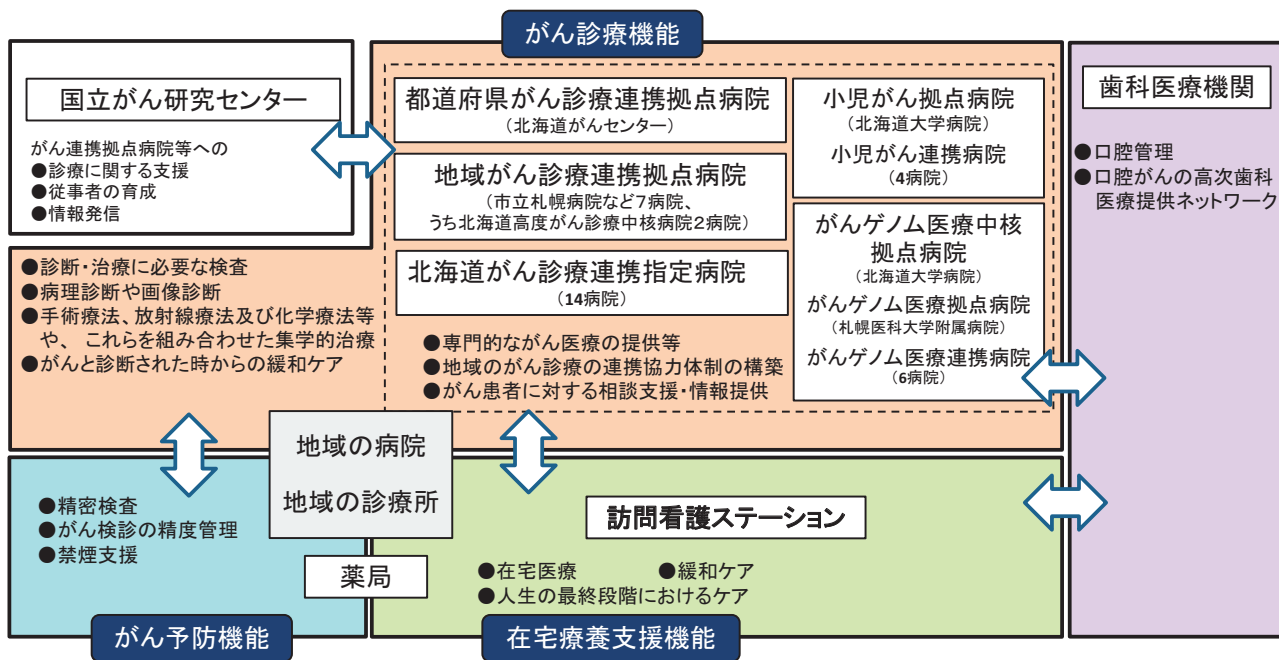 がん診療機能
国立がん研究センター
がん連携拠点病院等への
●診療に関する支援
●従事者の育成
●情報発信
都道府県がん診療連携拠点病院
（北海道がんセンター）
地域がん診療連携拠点病院
（市立札幌病院など7病院、
うち北海道高度がん診療中核病院2病院）
北海道がん診療連携指定病院
（14病院）
●専門的ながん医療の提供等
●地域のがん診療の連携協力体制の構築
●がん患者に対する相談支援・情報提供
小児がん拠点病院
（北海道大学病院）
小児がん連携病院
（4病院）
がんゲノム医療中核
拠点病院
（北海道大学病院）
がんゲノム医療拠点病院
（札幌医科大学附属病院）
がんゲノム医療連携病院
（6病院）
●診断・治療に必要な検査
●病理診断や画像診断
●手術療法、放射線療法及び化学療法等
や、これらを組み合わせた集学的治療
●がんと診断された時からの緩和ケア
歯科医療機関
●口腔管理
●口腔がんの高次歯科
医療提供ネットワーク
地域の病院
地域の診療所
●精密検査
●がん検診の精度管理
●禁煙支援
薬局
訪問看護ステーション
●在宅医療 ●緩和ケア
●人生の最終段階におけるケア
がん予防機能
在宅療養支援機能